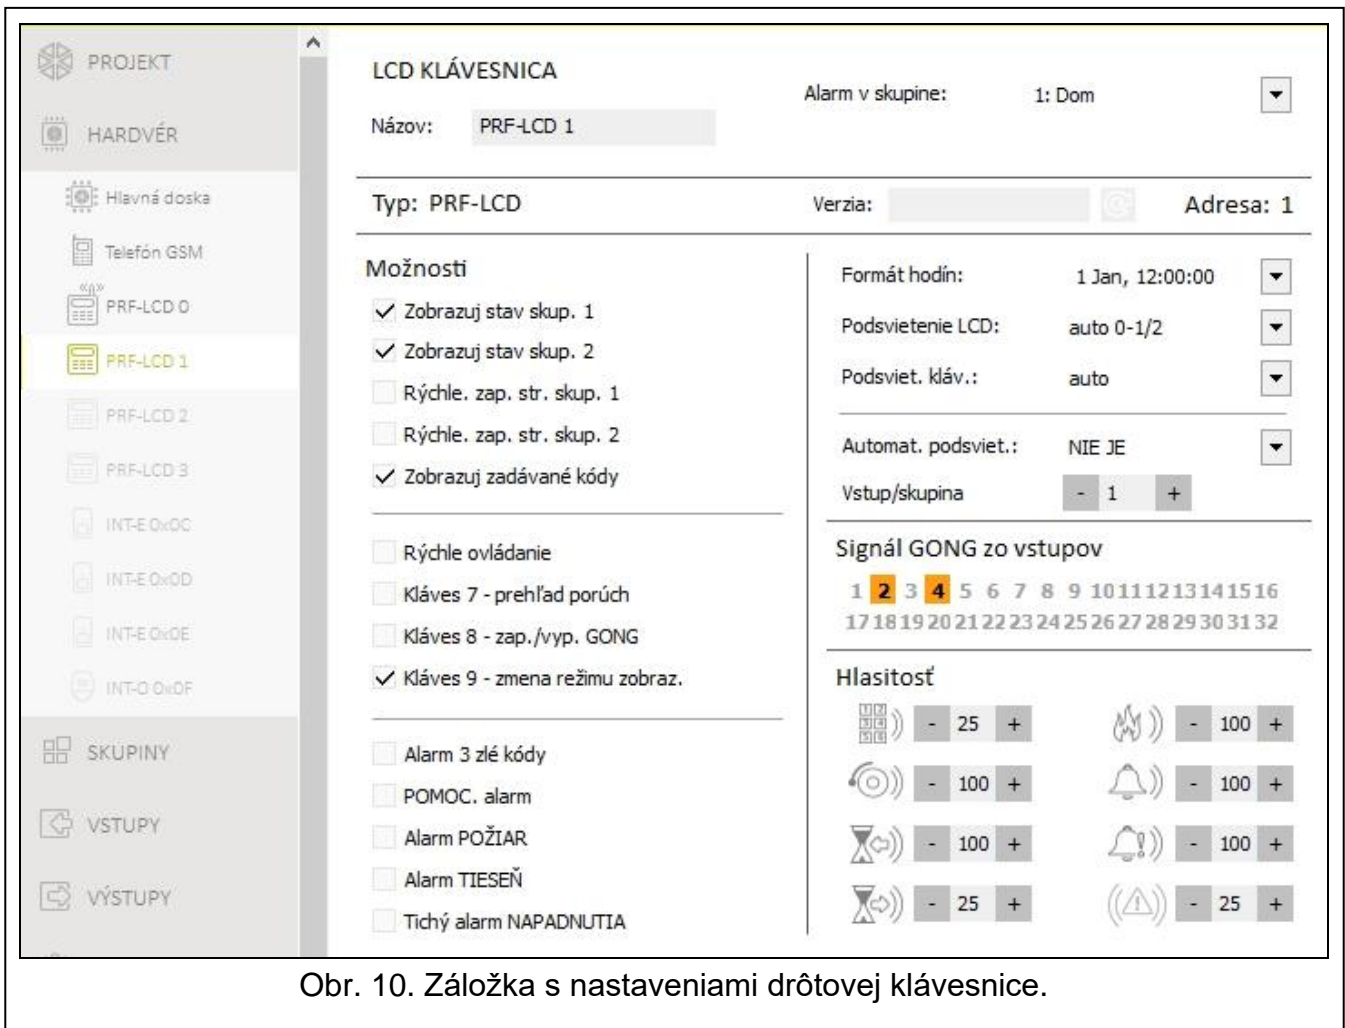 PROJEKT
HARDVÉR
Hlavná doska
Telefón GSM
PRF-LCD 0
PRF-LCD 1
PRF-LCD 2
PRF-LCD 3
INT-E 0x0C
INT-E 0x0D
INT-E 0x0E
INT-O 0x0F
SKUPINY
VSTUPY
VÝSTUPY
LCD KLÁVESNICA
Názov: PRF-LCD 1
Alarm v skupine: 1: Dom
Typ: PRF-LCD Verzia: Adresa: 1
Možnosti
Zobrazuj stav skup. 1
Zobrazuj stav skup. 2
Rýchle. zap. str. skup. 1
Rýchle. zap. str. skup. 2
Zobrazuj zadávané kódy
Rýchle ovládanie
Kláves 7 - prehľad porúch
Kláves 8 - zap./vyp. GONG
Kláves 9 - zmena režimu zobraz.
Alarm 3 zlé kódy
POMOC. alarm
Alarm POŽIAR
Alarm TIESEŇ
Tichý alarm NAPADNUTIA
Formát hodín: 1 Jan, 12:00:00
Podsvietenie LCD: auto 0-1/2
Podsviet. kláv.: auto
Automat. podsviet.: NIE JE
Vstup/skupina - 1 +
Signál GONG zo vstupov
1 2 3 4 5 6 7 8 9 10 11 12 13 14 15 16
17 18 19 20 21 22 23 24 25 26 27 28 29 30 31 32
Hlasitosť
- 25 + - 100 +
- 100 + - 100 +
- 100 + - 100 +
- 25 + - 25 +
Obr. 10. Záložka s nastaveniami drôtovej klávesnice.